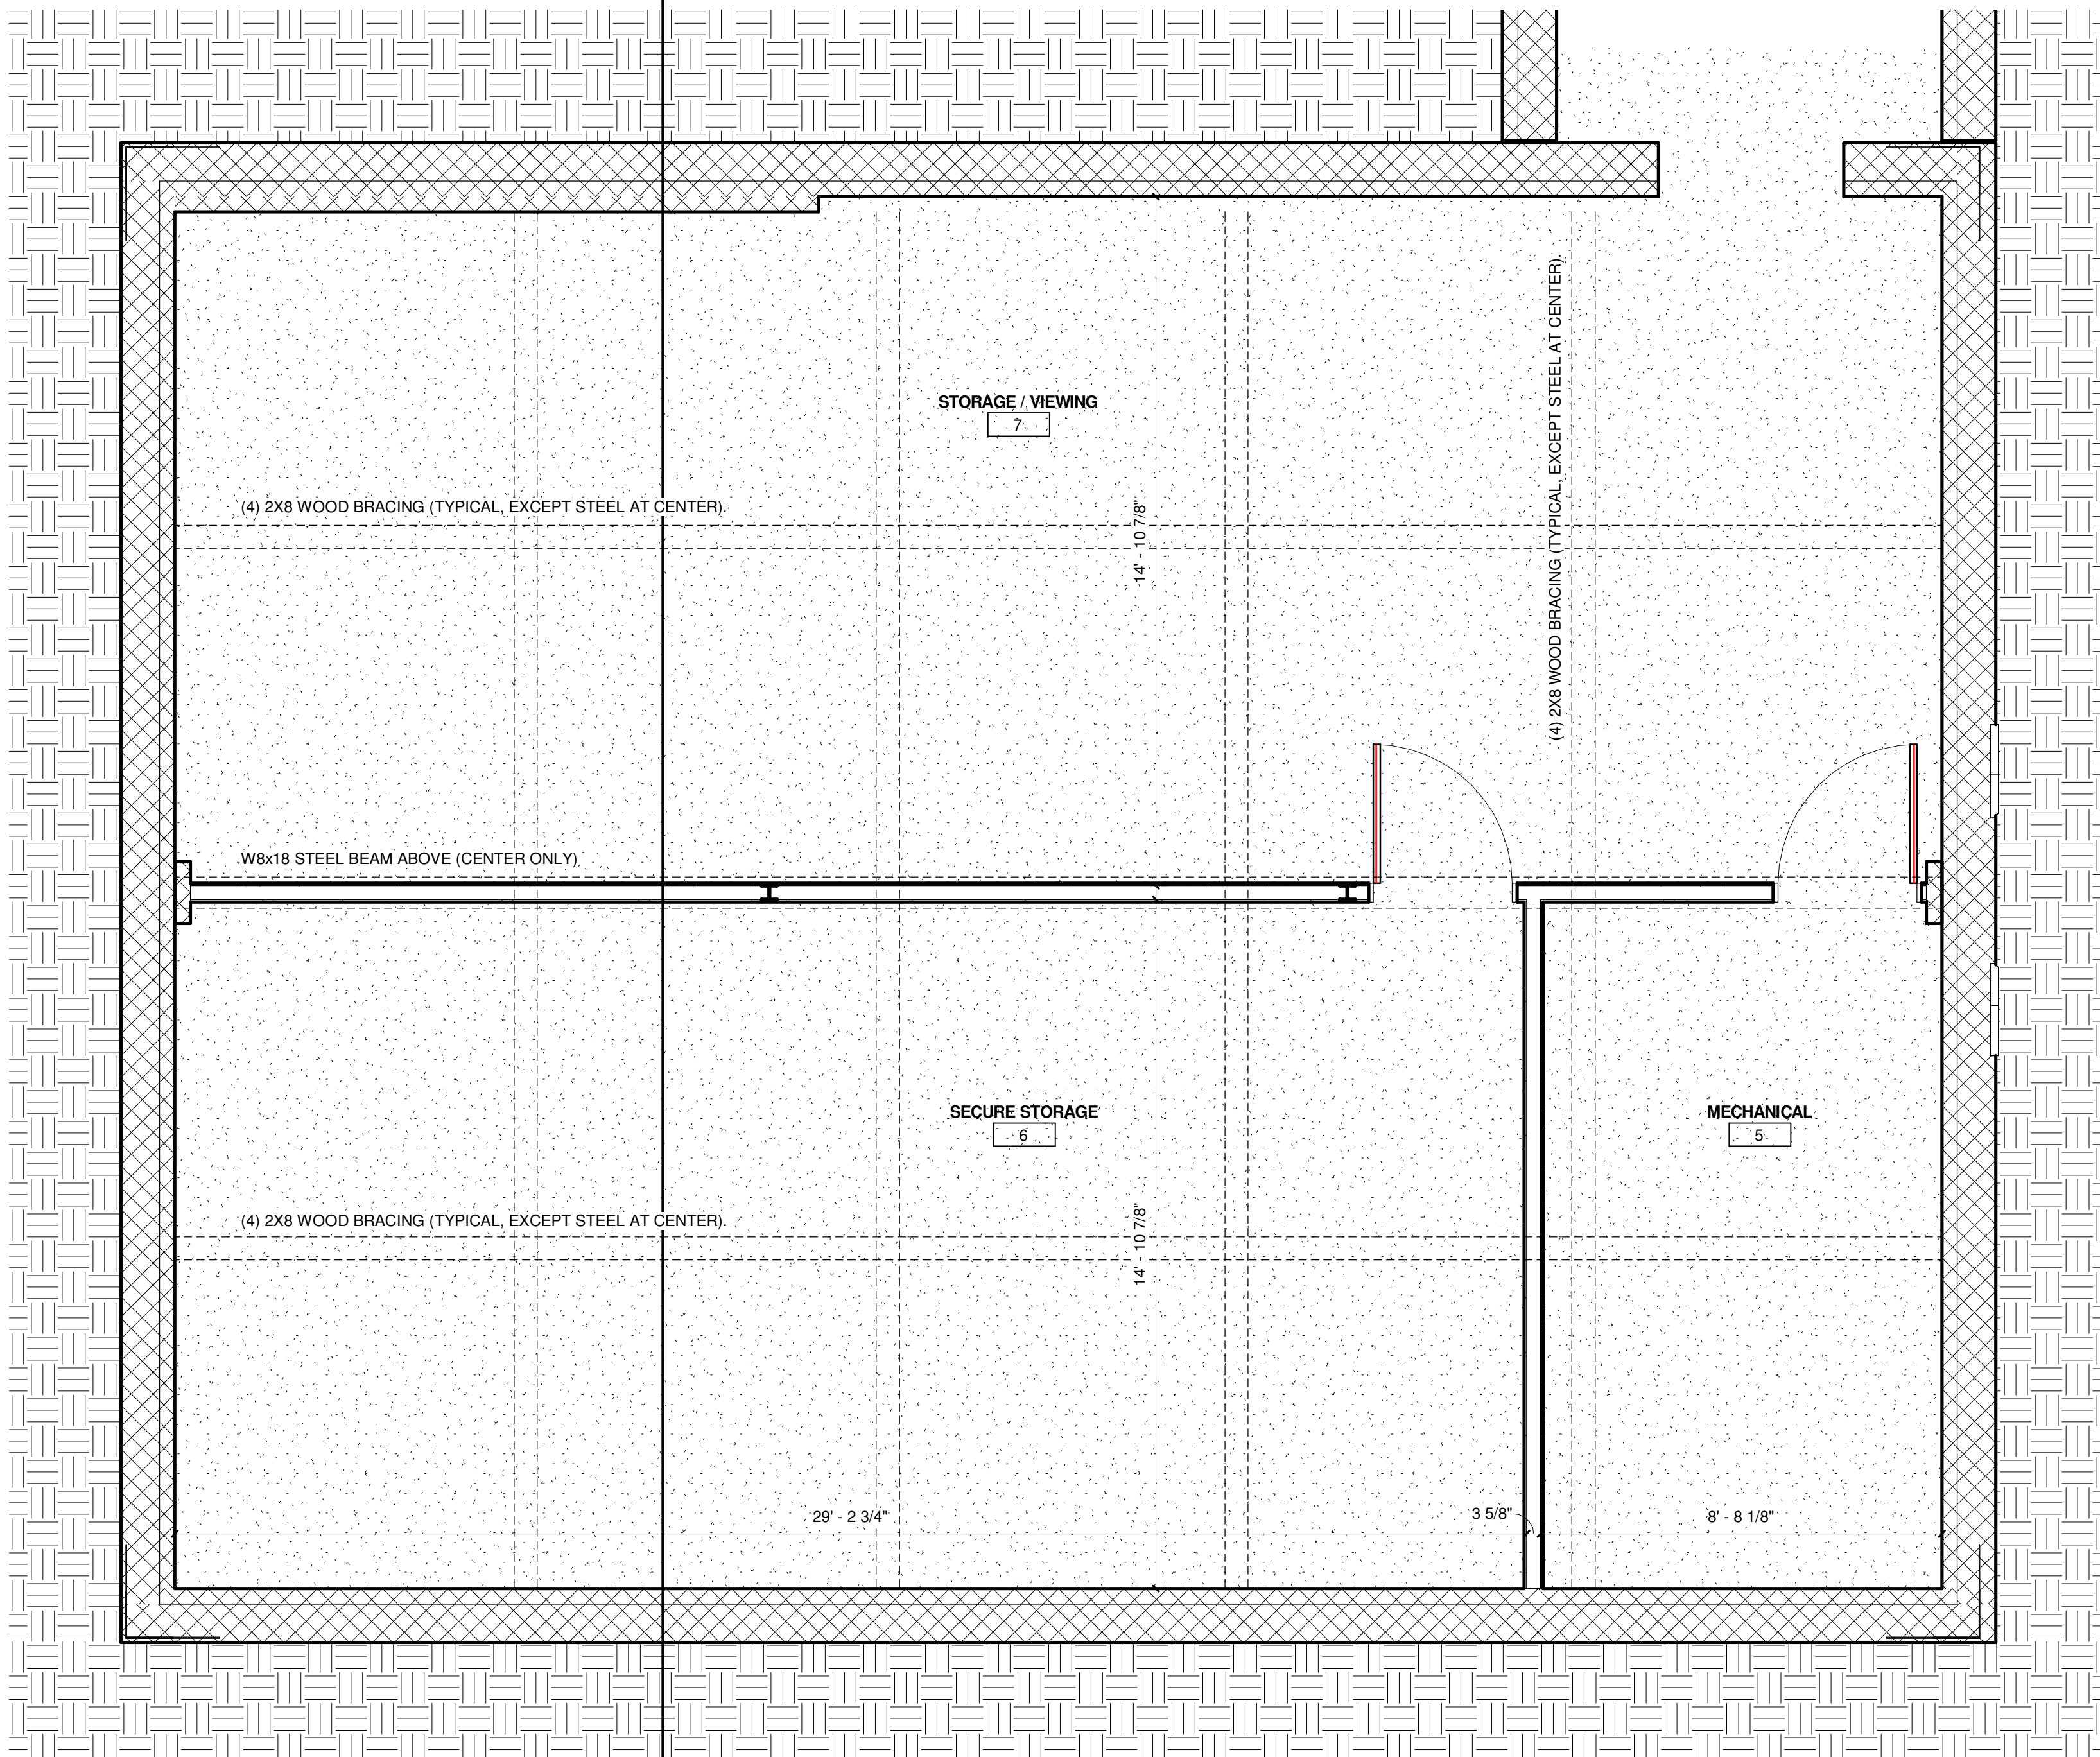 STORAGE / VIEWING
7
(4) 2X8 WOOD BRACING (TYPICAL, EXCEPT STEEL AT CENTER).
(4) 2X8 WOOD BRACING (TYPICAL, EXCEPT STEEL AT CENTER).
14' - 10 7/8"
W8x18 STEEL BEAM ABOVE (CENTER ONLY)
SECURE STORAGE
6
MECHANICAL
5
(4) 2X8 WOOD BRACING (TYPICAL, EXCEPT STEEL AT CENTER).
14' - 10 7/8"
29' - 2 3/4"
3 5/8"
8' - 8 1/8"